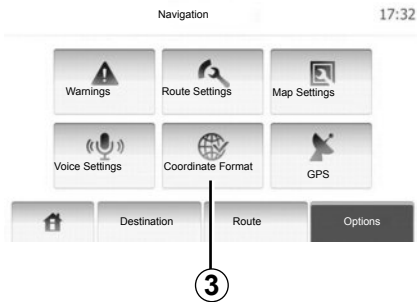 Navigation 17:32
Warnings Route Settings Map Settings
Voice Settings Coordinate Format GPS
Destination Route Options
3